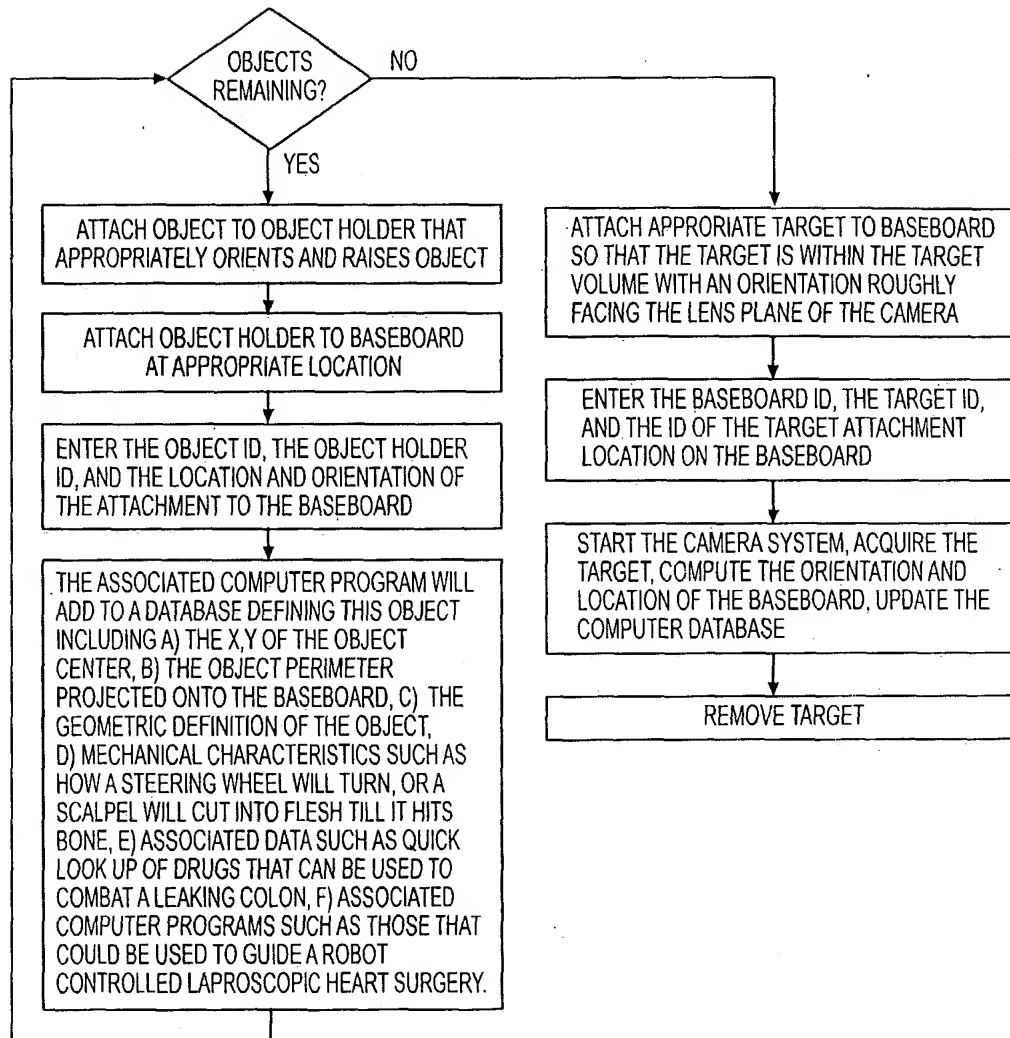 OBJECTS
REMAINING?
NO
YES
ATTACH OBJECT TO OBJECT HOLDER THAT
APPROPRIATELY ORIENTS AND RAISES OBJECT
ATTACH OBJECT HOLDER TO BASEBOARD
AT APPROPRIATE LOCATION
ENTER THE OBJECT ID, THE OBJECT HOLDER
ID, AND THE LOCATION AND ORIENTATION OF
THE ATTACHMENT TO THE BASEBOARD
THE ASSOCIATED COMPUTER PROGRAM WILL
ADD TO A DATABASE DEFINING THIS OBJECT
INCLUDING A) THE X,Y OF THE OBJECT
CENTER, B) THE OBJECT PERIMETER
PROJECTED ONTO THE BASEBOARD, C) THE
GEOMETRIC DEFINITION OF THE OBJECT,
D) MECHANICAL CHARACTERISTICS SUCH AS
HOW A STEERING WHEEL WILL TURN, OR A
SCALPEL WILL CUT INTO FLESH TILL IT HITS
BONE, E) ASSOCIATED DATA SUCH AS QUICK
LOOK UP OF DRUGS THAT CAN BE USED TO
COMBAT A LEAKING COLON, F) ASSOCIATED
COMPUTER PROGRAMS SUCH AS THOSE THAT
COULD BE USED TO GUIDE A ROBOT
CONTROLLED LAPROSCOPIC HEART SURGERY.
ATTACH APPRORIATE TARGET TO BASEBOARD
SO THAT THE TARGET IS WITHIN THE TARGET
VOLUME WITH AN ORIENTATION ROUGHLY
FACING THE LENS PLANE OF THE CAMERA
ENTER THE BASEBOARD ID, THE TARGET ID,
AND THE ID OF THE TARGET ATTACHMENT
LOCATION ON THE BASEBOARD
START THE CAMERA SYSTEM, ACQUIRE THE
TARGET, COMPUTE THE ORIENTATION AND
LOCATION OF THE BASEBOARD, UPDATE THE
COMPUTER DATABASE
REMOVE TARGET